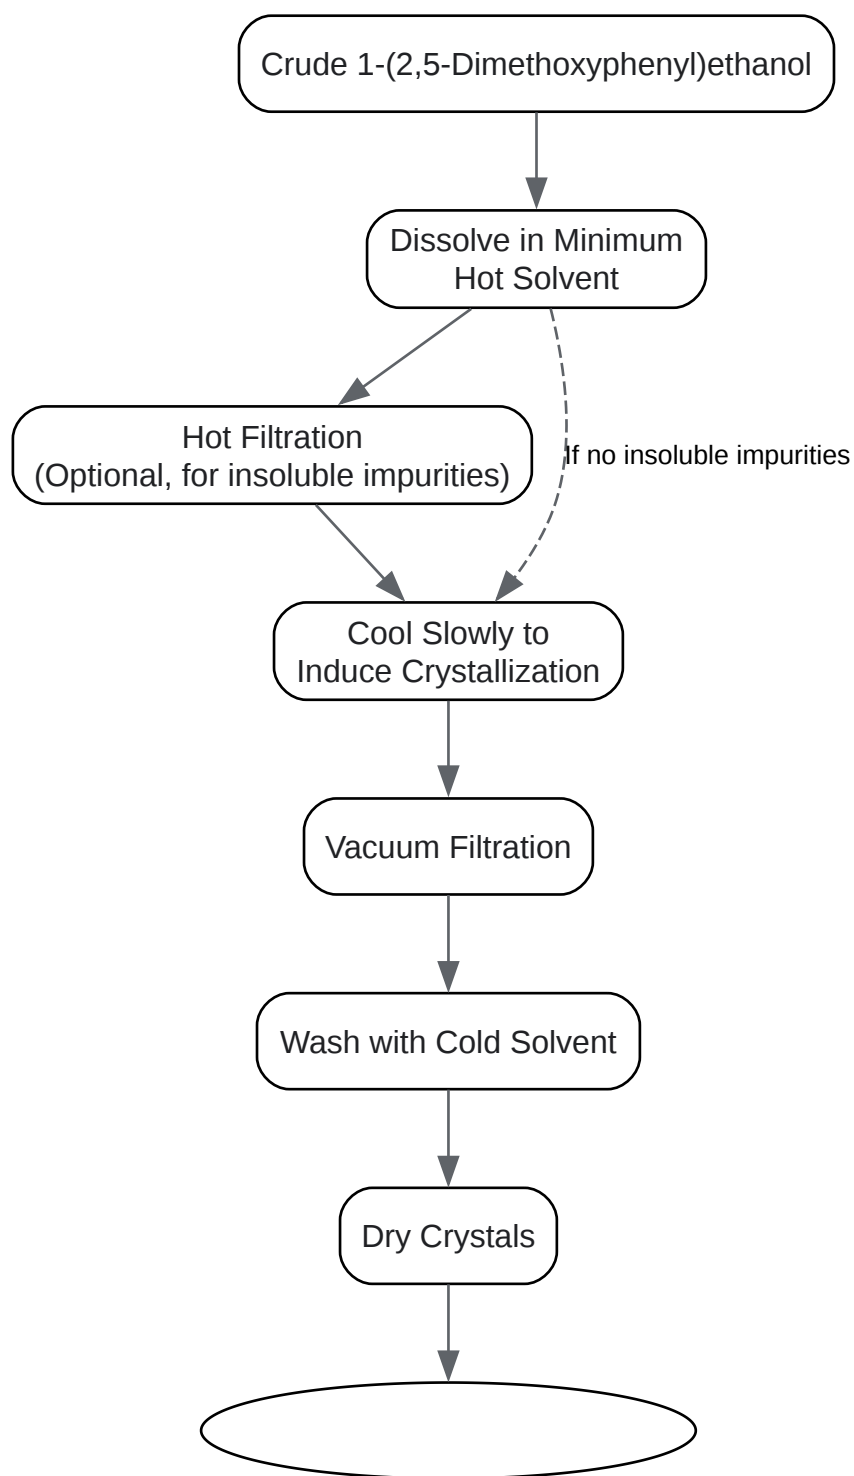 Crude 1-(2,5-Dimethoxyphenyl)ethanol
Dissolve in Minimum
Hot Solvent
Hot Filtration
(Optional, for insoluble impurities)
If no insoluble impurities
Cool Slowly to
Induce Crystallization
Vacuum Filtration
Wash with Cold Solvent
Dry Crystals